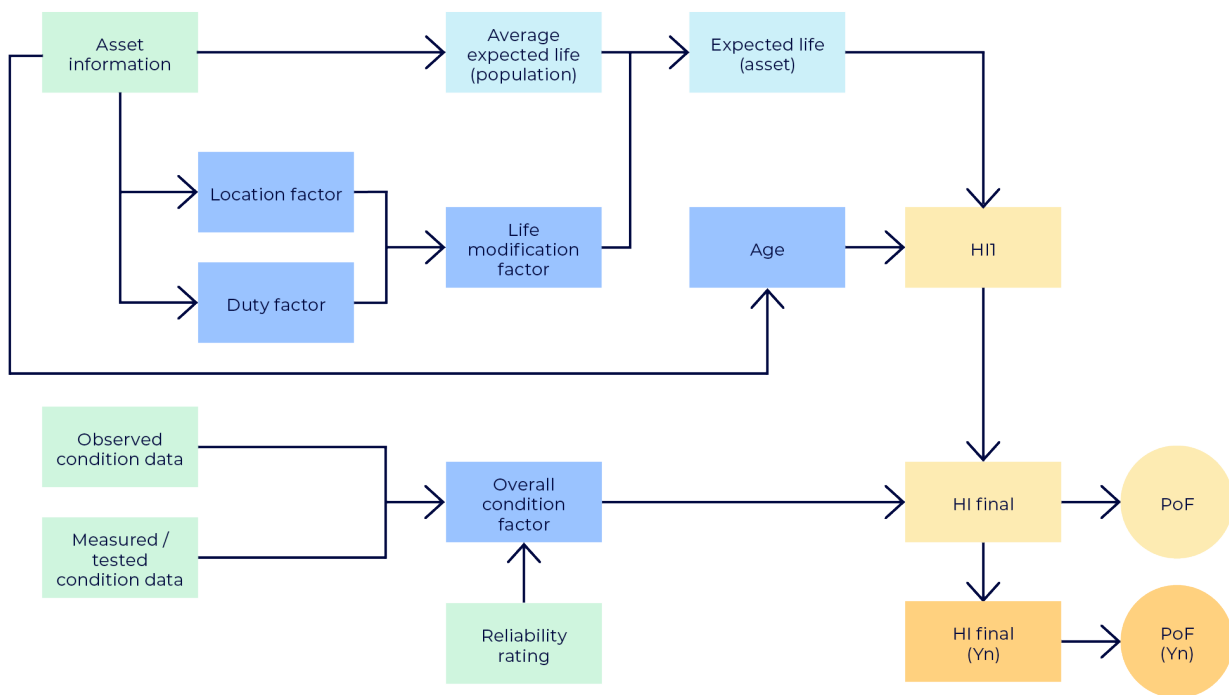 Asset
information
Average
expected life
(population)
Expected life
(asset)
Location factor
Life
modification
factor
Age
HI1
Duty factor
Observed
condition data
Overall
condition
factor
HI final
PoF
Measured /
tested
condition data
Reliability
rating
HI final
(Yn)
PoF
(Yn)